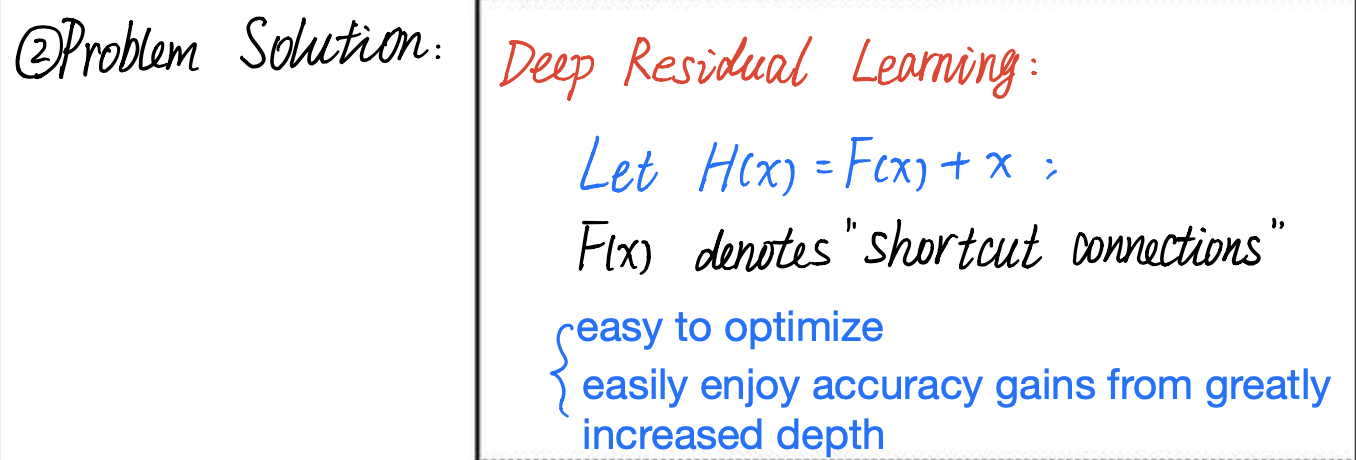 ②Problem Solution:
Deep Residual Learning:
Let H(x) = F(x) + x ;
F(x) denotes "shortcut connections"
easy to optimize
easily enjoy accuracy gains from greatly
increased depth